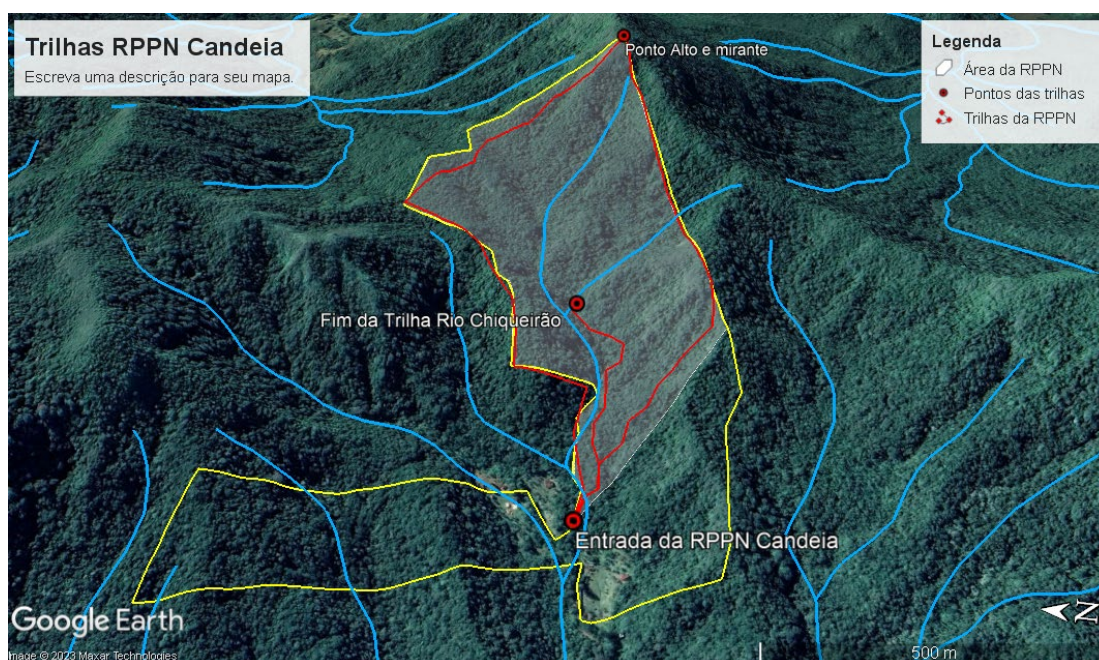 Trilhas RPPN Candeia
Escreva uma descrição para seu mapa.
Ponto Alto e mirante
Legenda
Área da RPPN
Pontos das trilhas
Trilhas da RPPN
Fim da Trilha Rio Chiqueirão
Entrada da RPPN Candeia
Google Earth
N
Image © 2023 Maxar Technologies
500 m